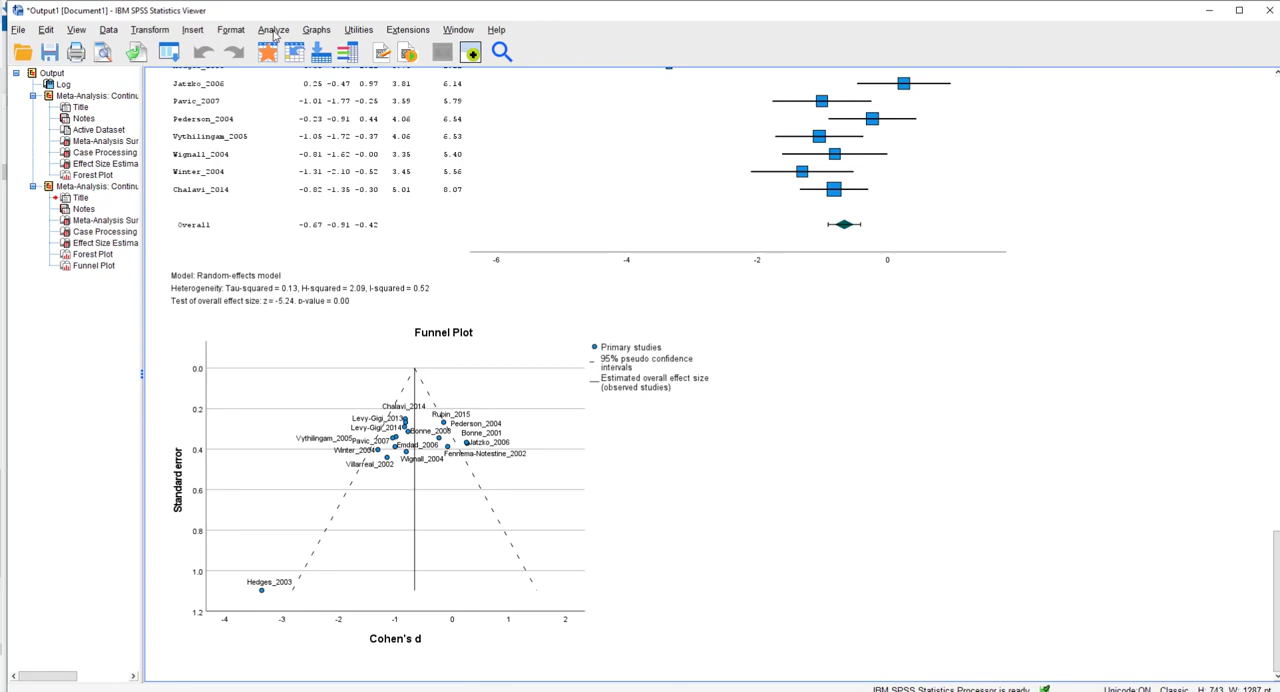 *Output1 [Document1] - IBM SPSS Statistics Viewer
File Edit View Data Transform Insert Format Analyze Graphs Utilities Extensions Window Help
Output
Log
Meta-Analysis: Continu
Title
Notes
Active Dataset
Meta-Analysis Sur
Case Processing
Effect Size Estima
Forest Plot
Meta-Analysis: Continu
Title
Notes
Meta-Analysis Sur
Case Processing
Effect Size Estima
Forest Plot
Funnel Plot
Jatzko_2006 0.25 -0.47 0.97 3.81 6.14
Pavic_2007 -1.01 -1.77 -0.25 3.59 5.79
Pederson_2004 -0.23 -0.91 0.44 4.06 6.54
Vythilingam_2005 -1.05 -1.72 -0.37 4.06 6.53
Wignall_2004 -0.81 -1.62 -0.00 3.35 5.40
Winter_2004 -1.31 -2.10 -0.52 3.45 5.56
Chalavi_2014 -0.82 -1.35 -0.30 5.01 8.07
Overall -0.67 -0.91 -0.42
-6 -4 -2 0
Model: Random-effects model
Heterogeneity: Tau-squared = 0.13, H-squared = 2.09, I-squared = 0.52
Test of overall effect size: z = -5.24, p-value = 0.00
Funnel Plot
Primary studies
95% pseudo confidence
intervals
Estimated overall effect size
(observed studies)
Standard error
0.0
0.2
0.4
0.6
0.8
1.0
1.2
Chalavi_2014
Rubin_2015
Levy-Gigi_2013
Pederson_2004
Levy-Gigi_2014
Bonne_2008
Bonne_2001
Vythilingam_2005
Pavic_2007
Jatzko_2006
Emdad_2006
Winter_2004
Fennema-Notestine_2002
Wignall_2004
Villarreal_2002
Hedges_2003
-4 -3 -2 -1 0 1 2
Cohen's d
IBM SPSS Statistics Processor is ready Unicode:ON Classic H: 743, W: 1287 pt